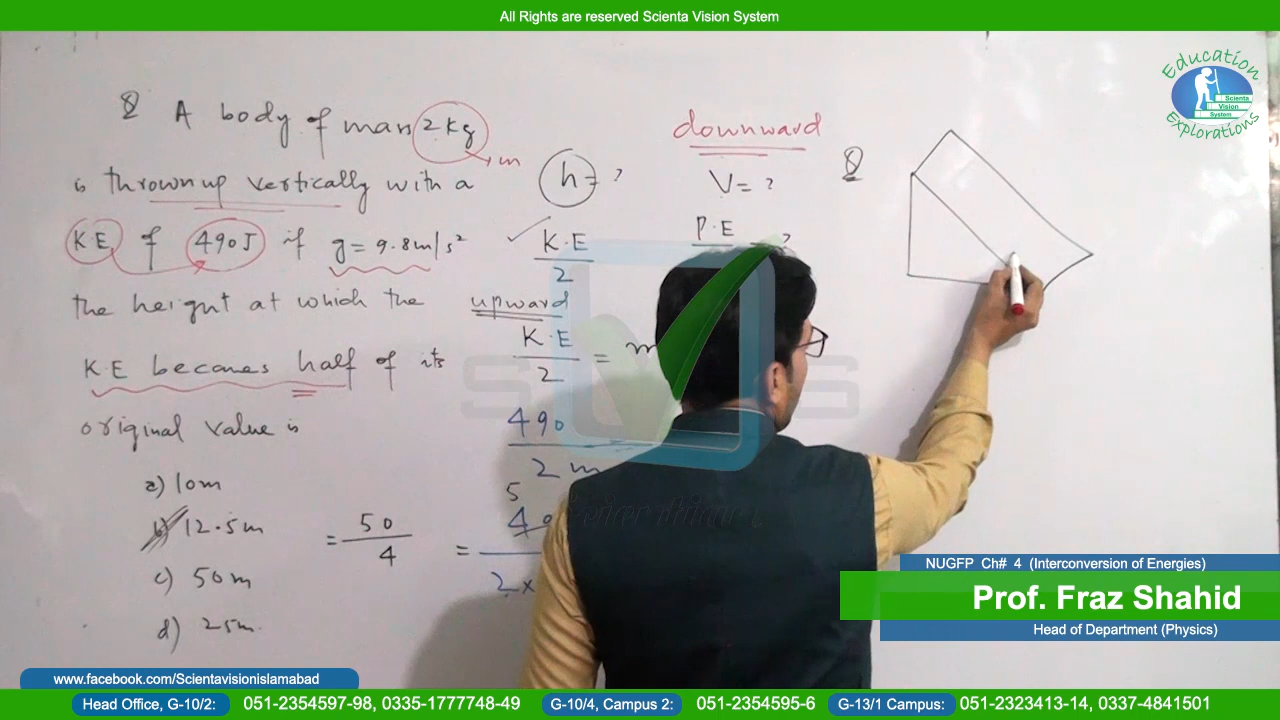 All Rights are reserved Scienta Vision System
Education
Scienta
Vision
System
Explorations
Q A body of mass 2kg
m
is thrown up vertically with a
KE of 490J if g = 9.8m/s²
the height at which the
K.E becomes half of its
original value is
a) 10m
b) 12.5m
c) 50m
d) 25m
= 50
4
h = ?
K.E
2
upward
K.E
2
= m
490
2 m
5
=
2 x
downward
V = ?
P.E
?
Q
SVS
NUGFP Ch# 4 (Interconversion of Energies)
Prof. Fraz Shahid
Head of Department (Physics)
www.facebook.com/Scientavisionislamabad
Head Office, G-10/2: 051-2354597-98, 0335-1777748-49 G-10/4, Campus 2: 051-2354595-6 G-13/1 Campus: 051-2323413-14, 0337-4841501